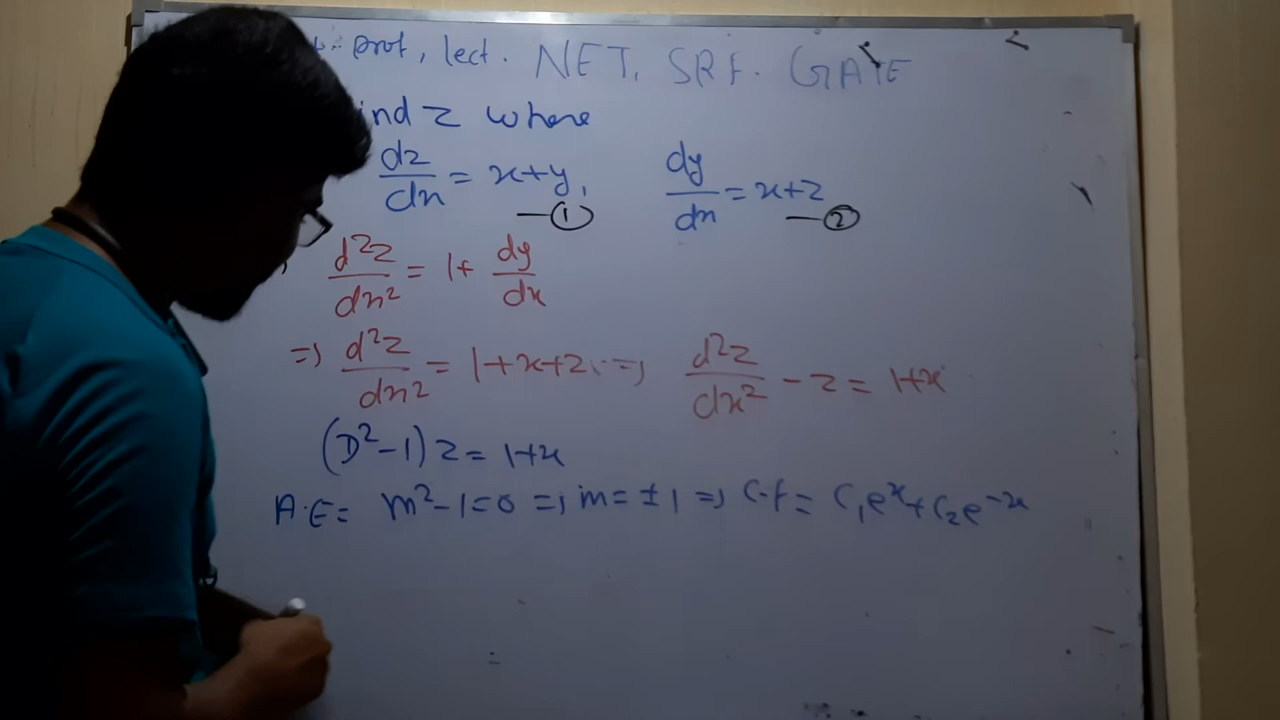 prof, lect. NET, SRF. GATE
ind z where
dz/dx = x+y, —① dy/dx = x+z —②
d²z/dx² = 1+ dy/dx
=> d²z/dx² = 1+x+z. => d²z/dx² - z = 1+x
(D²-1)z = 1+x
A.E = m²-1=0 => m= ±1 => C.f = C₁eˣ+C₂e⁻ˣ